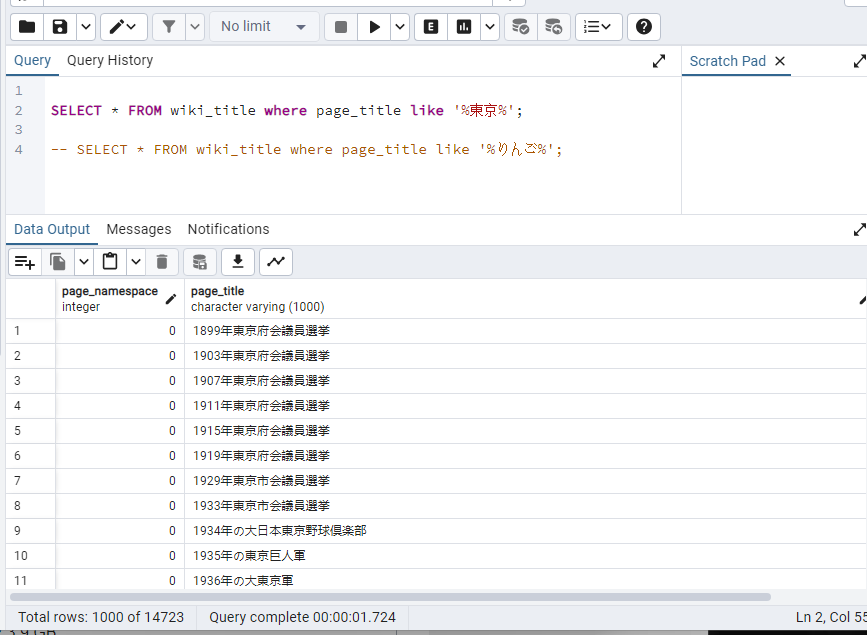 No limit
Query Query History
Scratch Pad
1
2 SELECT * FROM wiki_title where page_title like '%東京%';
3
4 -- SELECT * FROM wiki_title where page_title like '%りんご%';
Data Output Messages Notifications
page_namespace page_title
integer character varying (1000)
1 0 1899年東京府会議員選挙
2 0 1903年東京府会議員選挙
3 0 1907年東京府会議員選挙
4 0 1911年東京府会議員選挙
5 0 1915年東京府会議員選挙
6 0 1919年東京府会議員選挙
7 0 1929年東京市会議員選挙
8 0 1933年東京市会議員選挙
9 0 1934年の大日本東京野球倶楽部
10 0 1935年の東京巨人軍
11 0 1936年の大東京軍
Total rows: 1000 of 14723 Query complete 00:00:01.724 Ln 2, Col 55